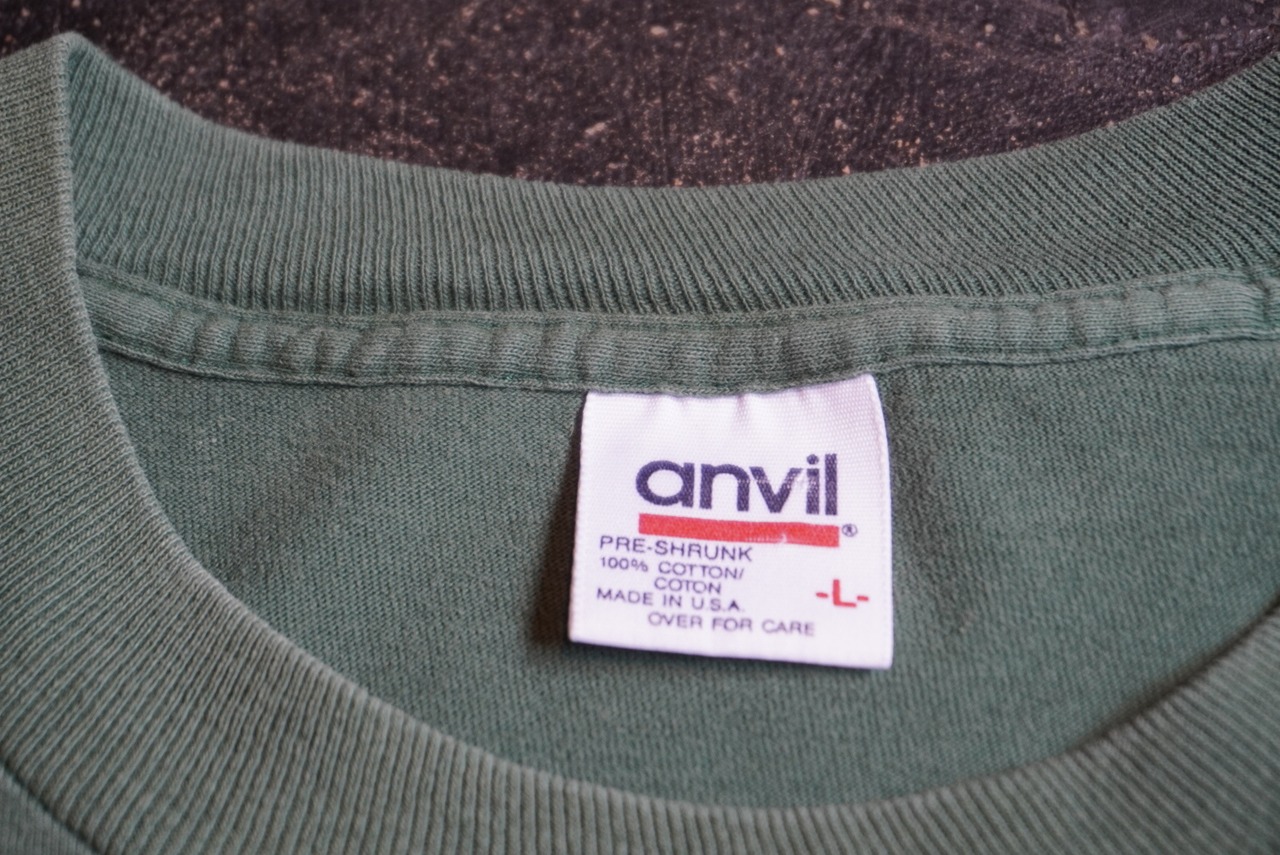 anvil®
PRE-SHRUNK
100% COTTON/
COTON
-L-
MADE IN U.S.A.
OVER FOR CARE